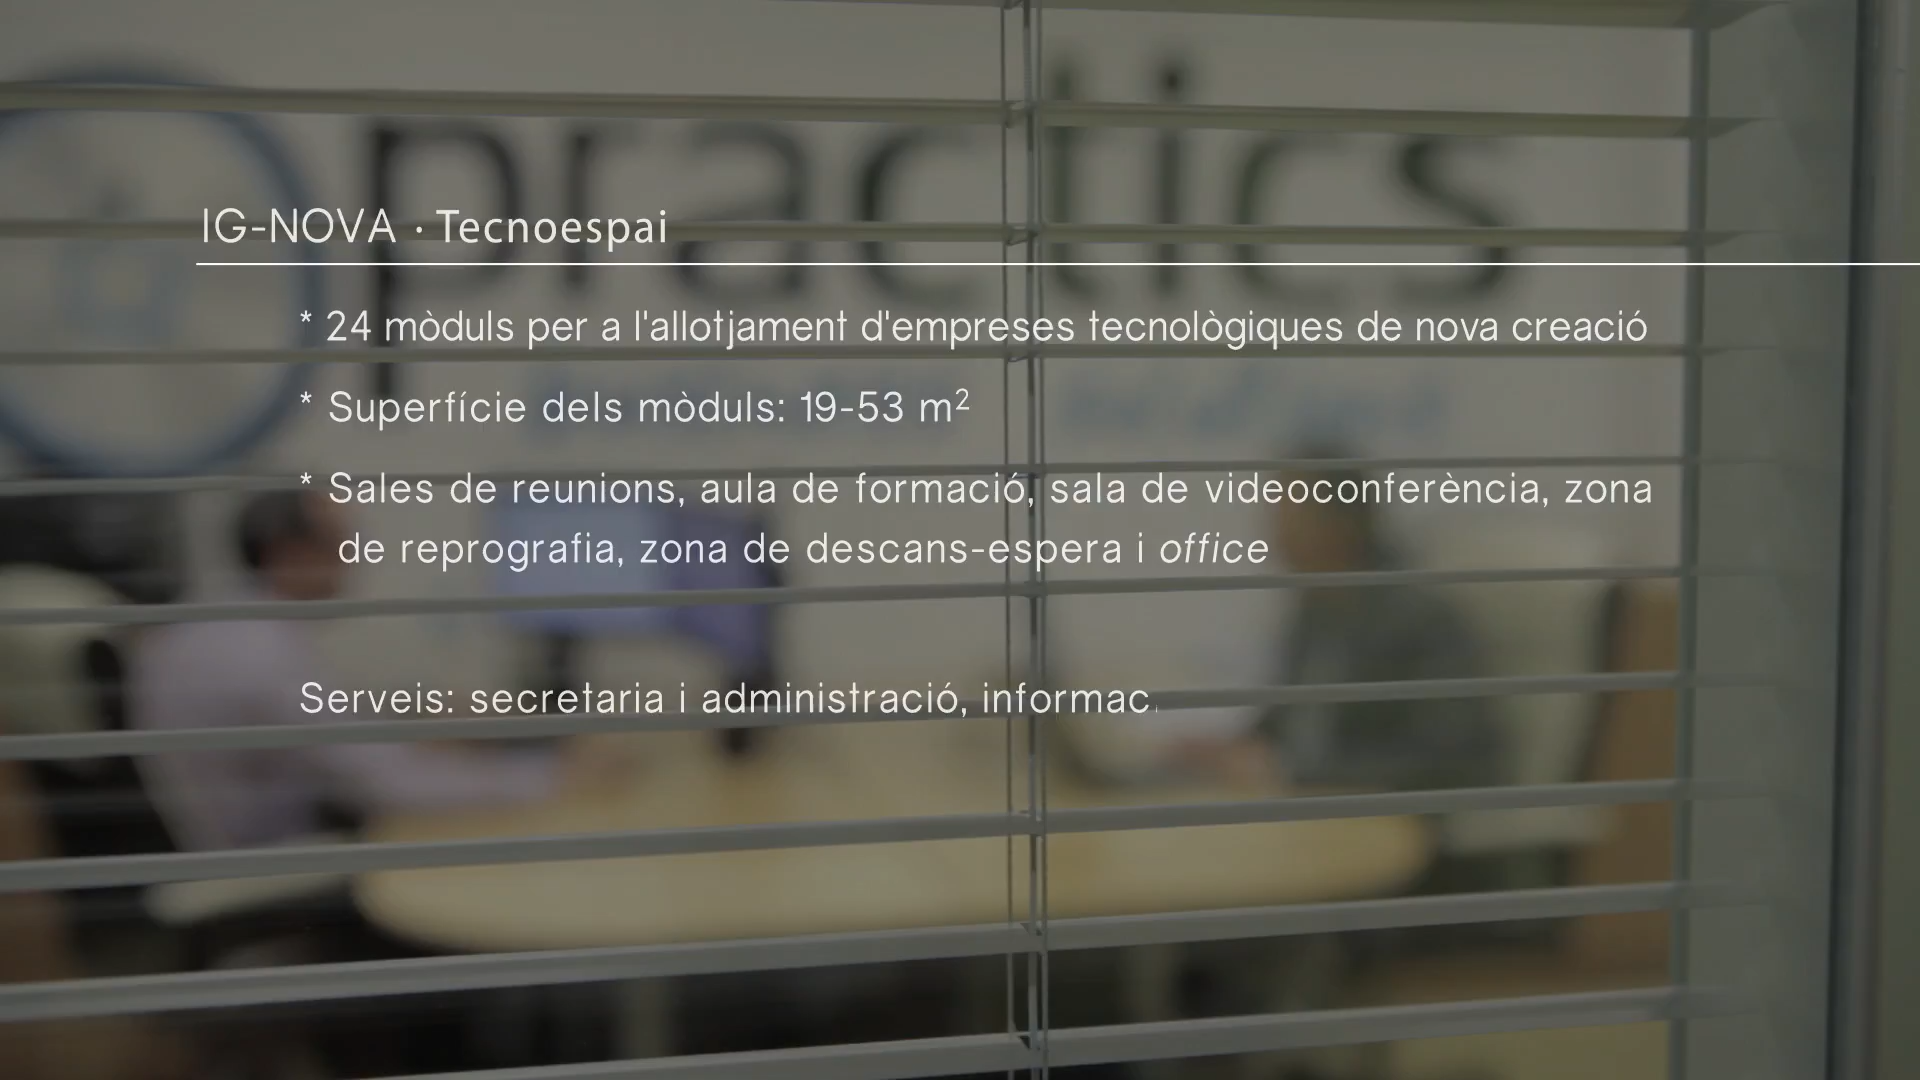 practics
IG-NOVA · Tecnoespai
* 24 mòduls per a l'allotjament d'empreses tecnològiques de nova creació
* Superfície dels mòduls: 19-53 m²
* Sales de reunions, aula de formació, sala de videoconferència, zona
de reprografia, zona de descans-espera i office
Serveis: secretaria i administració, informac